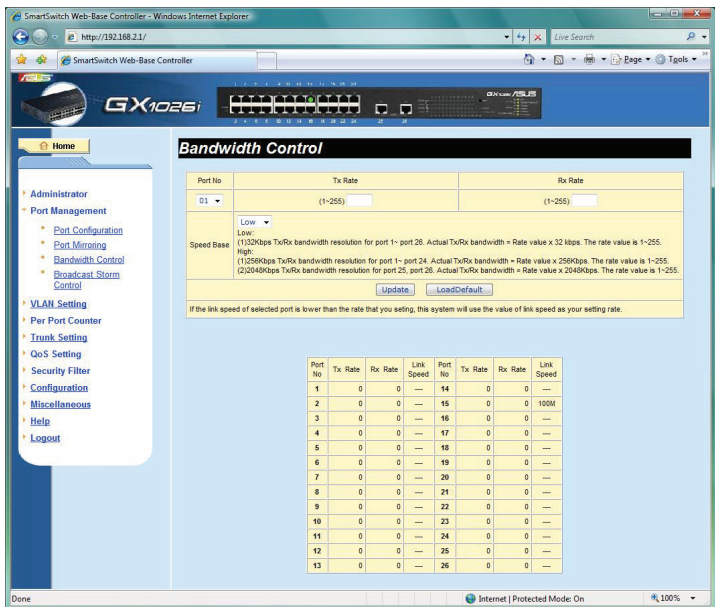 SmartSwitch Web-Base Controller - Windows Internet Explorer
http://192.168.2.1/
Live Search
SmartSwitch Web-Base Controller
Page
Tools
ASUS
GX1026i
GX1026i /ASUS
25 26
Home
Bandwidth Control
Administrator
Port Management
Port Configuration
Port Mirroring
Bandwidth Control
Broadcast Storm
Control
VLAN Setting
Per Port Counter
Trunk Setting
QoS Setting
Security Filter
Configuration
Miscellaneous
Help
Logout
Port No Tx Rate Rx Rate
01 (1~255) (1~255)
Speed Base
Low
Low:
(1)32Kbps Tx/Rx bandwidth resolution for port 1~ port 26. Actual Tx/Rx bandwidth = Rate value x 32 kbps. The rate value is 1~255.
High:
(1)256Kbps Tx/Rx bandwidth resolution for port 1~ port 24. Actual Tx/Rx bandwidth = Rate value x 256Kbps. The rate value is 1~255.
(2)2048Kbps Tx/Rx bandwidth resolution for port 25, port 26. Actual Tx/Rx bandwidth = Rate value x 2048Kbps. The rate value is 1~255.
Update LoadDefault
If the link speed of selected port is lower than the rate that you seting, this system will use the value of link speed as your setting rate.
Port No Tx Rate Rx Rate Link Speed Port No Tx Rate Rx Rate Link Speed
1 0 0 --- 14 0 0 ---
2 0 0 --- 15 0 0 100M
3 0 0 --- 16 0 0 ---
4 0 0 --- 17 0 0 ---
5 0 0 --- 18 0 0 ---
6 0 0 --- 19 0 0 ---
7 0 0 --- 20 0 0 ---
8 0 0 --- 21 0 0 ---
9 0 0 --- 22 0 0 ---
10 0 0 --- 23 0 0 ---
11 0 0 --- 24 0 0 ---
12 0 0 --- 25 0 0 ---
13 0 0 --- 26 0 0 ---
Done
Internet | Protected Mode: On
100%